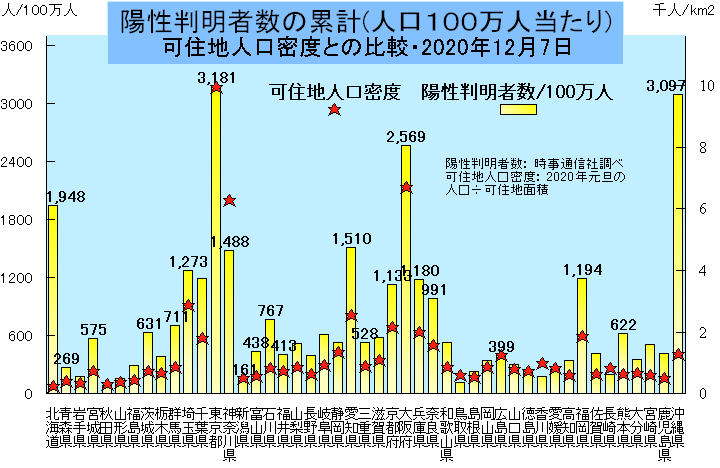 人/100万人
陽性判明者数の累計(人口100万人当たり)
可住地人口密度との比較・2020年12月7日
千人/km2
可住地人口密度 陽性判明者数/100万人
陽性判明者数: 時事通信社調べ
可住地人口密度: 2020年元旦の
人口÷可住地面積
3600
3000
2400
1800
1200
600
0
10
8
6
4
2
0
1,948
269
575
631
711
1,273
3,181
1,488
161
438
767
413
1,510
528
1,133
2,569
1,180
991
399
1,194
622
3,097
北海道
青森県
岩手県
宮城県
秋田県
山形県
福島県
茨城県
栃木県
群馬県
埼玉県
千葉県
東京都
神奈川県
新潟県
富山県
石川県
福井県
山梨県
長野県
岐阜県
静岡県
愛知県
三重県
滋賀県
京都府
大阪府
兵庫県
奈良県
和歌山県
鳥取県
島根県
岡山県
広島県
山口県
徳島県
香川県
愛媛県
高知県
福岡県
佐賀県
長崎県
熊本県
大分県
宮崎県
鹿児島県
沖縄県